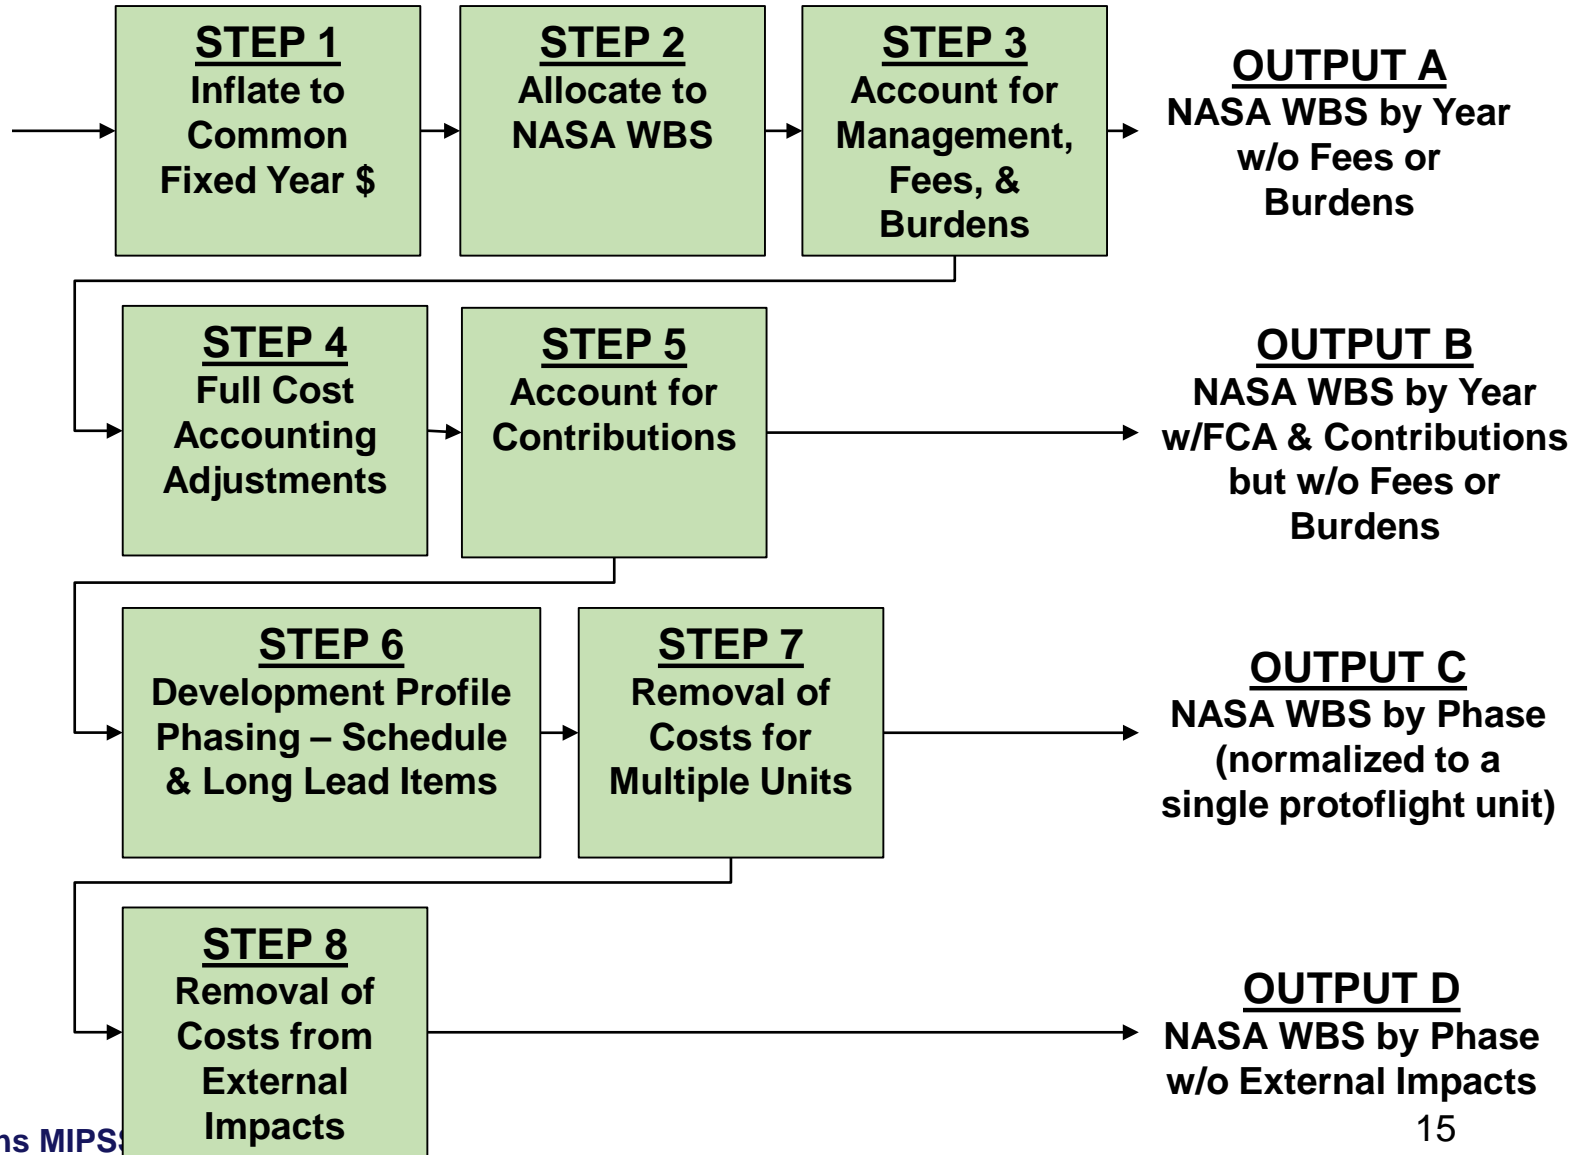 STEP 1
Inflate to
Common
Fixed Year $
STEP 2
Allocate to
NASA WBS
STEP 3
Account for
Management,
Fees, &
Burdens
OUTPUT A
NASA WBS by Year
w/o Fees or
Burdens
STEP 4
Full Cost
Accounting
Adjustments
STEP 5
Account for
Contributions
OUTPUT B
NASA WBS by Year
w/FCA & Contributions
but w/o Fees or
Burdens
STEP 6
Development Profile
Phasing – Schedule
& Long Lead Items
STEP 7
Removal of
Costs for
Multiple Units
OUTPUT C
NASA WBS by Phase
(normalized to a
single protoflight unit)
STEP 8
Removal of
Costs from
External
Impacts
OUTPUT D
NASA WBS by Phase
w/o External Impacts
15